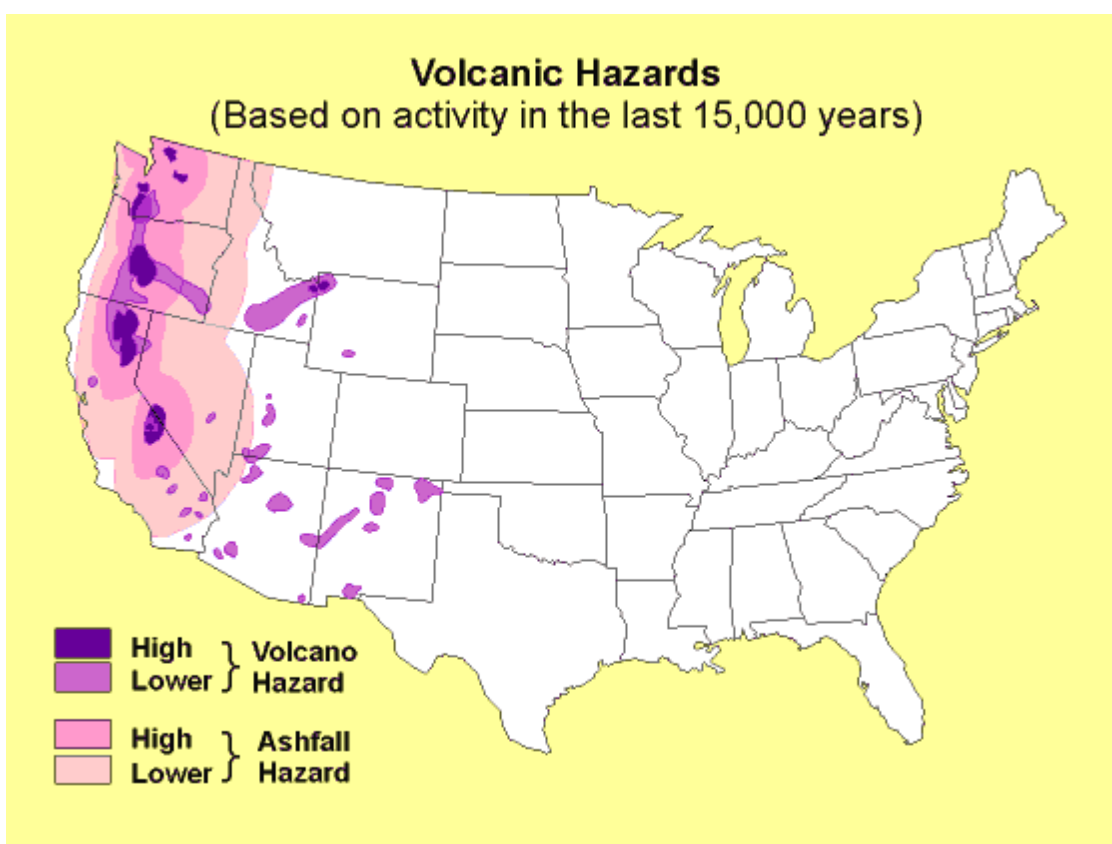 Volcanic Hazards
(Based on activity in the last 15,000 years)
High
Lower } Volcano
Hazard
High
Lower } Ashfall
Hazard